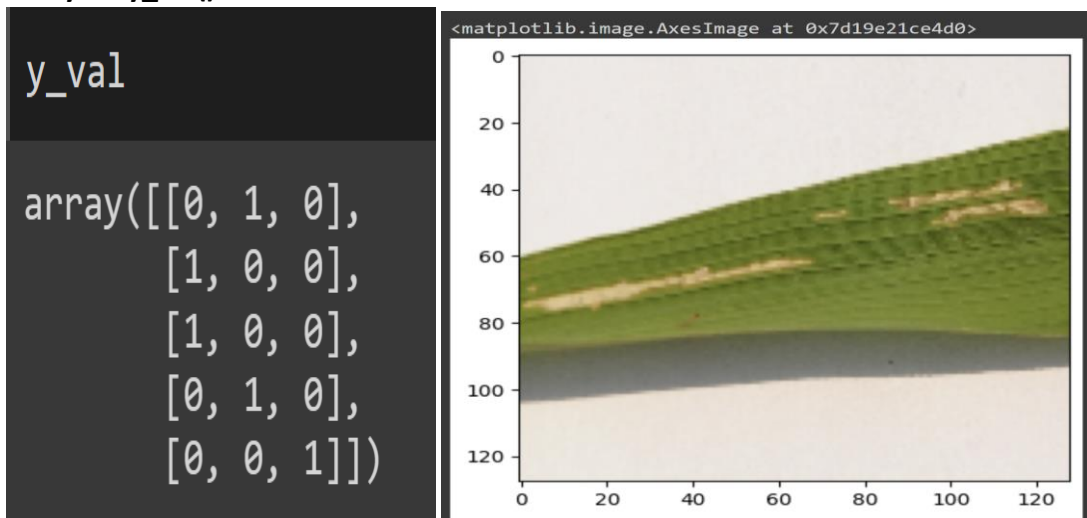 y_val
array([[0, 1, 0],
[1, 0, 0],
[1, 0, 0],
[0, 1, 0],
[0, 0, 1]])
<matplotlib.image.AxesImage at 0x7d19e21ce4d0>
0
20
40
60
80
100
120
0 20 40 60 80 100 120